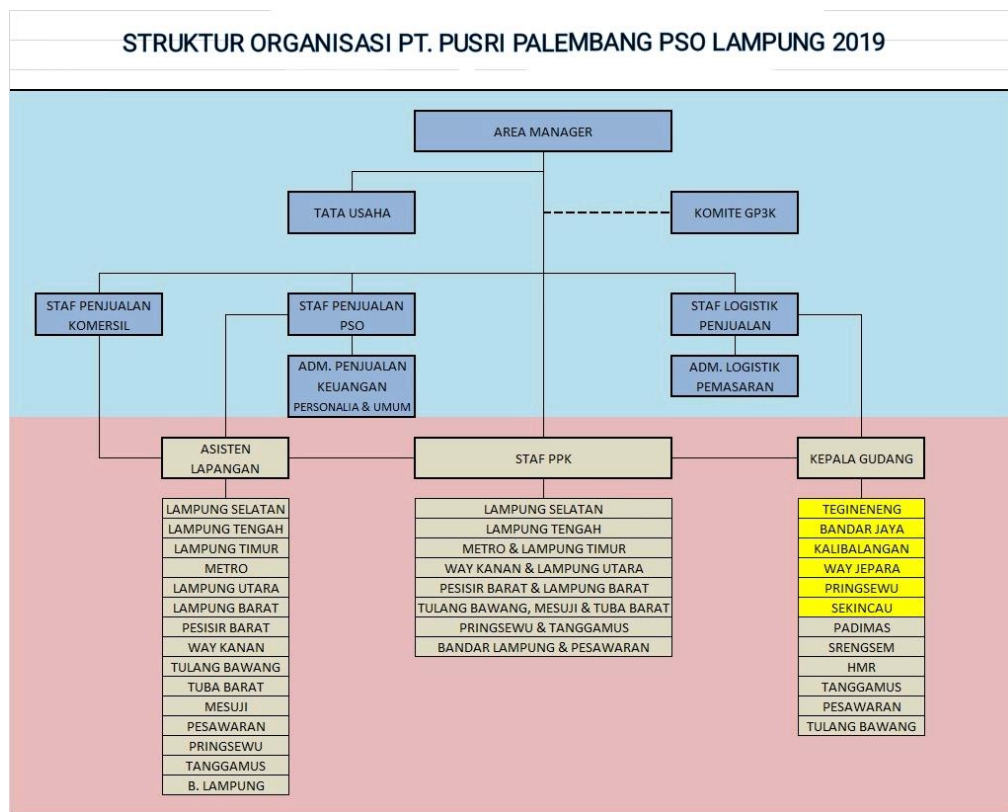 STRUKTUR ORGANISASI PT. PUSRI PALEMBANG PSO LAMPUNG 2019
AREA MANAGER
TATA USAHA
KOMITE GP3K
STAF PENJUALAN
KOMERSIL
STAF PENJUALAN
PSO
STAF LOGISTIK
PENJUALAN
ADM. PENJUALAN
KEUANGAN
PERSONALIA & UMUM
ADM. LOGISTIK
PEMASARAN
ASISTEN
LAPANGAN
STAF PPK
KEPALA GUDANG
LAMPUNG SELATAN
LAMPUNG TENGAH
LAMPUNG TIMUR
METRO
LAMPUNG UTARA
LAMPUNG BARAT
PESISIR BARAT
WAY KANAN
TULANG BAWANG
TUBA BARAT
MESUJI
PESAWARAN
PRINGSEWU
TANGGAMUS
B. LAMPUNG
LAMPUNG SELATAN
LAMPUNG TENGAH
METRO & LAMPUNG TIMUR
WAY KANAN & LAMPUNG UTARA
PESISIR BARAT & LAMPUNG BARAT
TULANG BAWANG, MESUJI & TUBA BARAT
PRINGSEWU & TANGGAMUS
BANDAR LAMPUNG & PESAWARAN
TEGINENENG
BANDAR JAYA
KALIBALANGAN
WAY JEPARA
PRINGSEWU
SEKINCAU
PADIMAS
SRENGSEM
HMR
TANGGAMUS
PESAWARAN
TULANG BAWANG